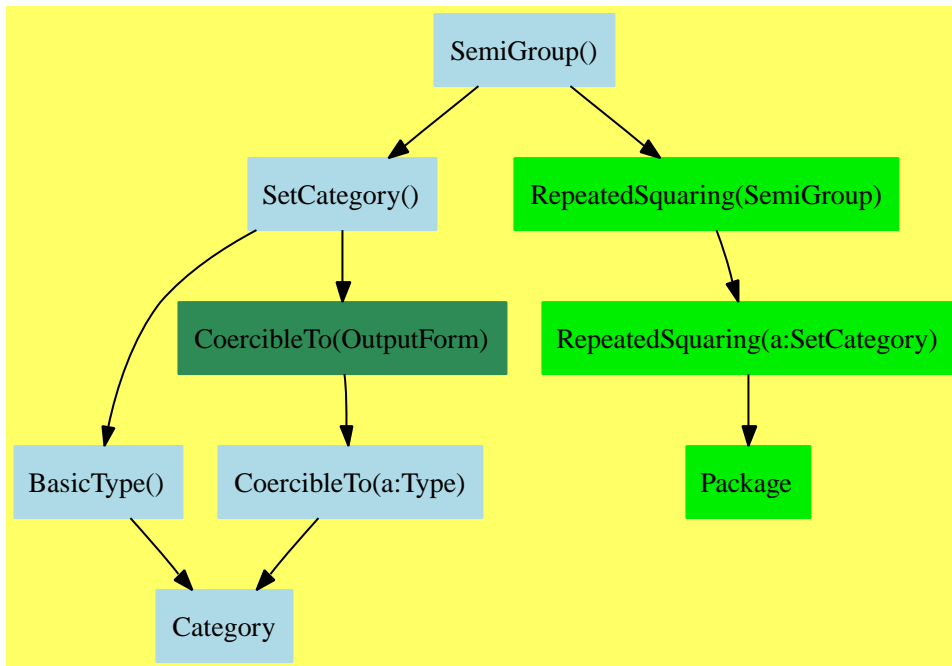 SemiGroup()
SetCategory()
RepeatedSquaring(SemiGroup)
CoercibleTo(OutputForm)
RepeatedSquaring(a:SetCategory)
BasicType()
CoercibleTo(a:Type)
Package
Category